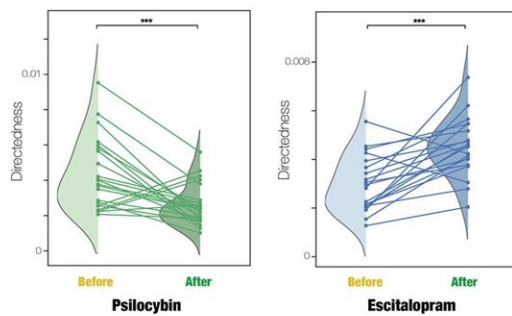 ***
Directedness
0.01
0
Before
After
Psilocybin
***
Directedness
0.008
0
Before
After
Escitalopram